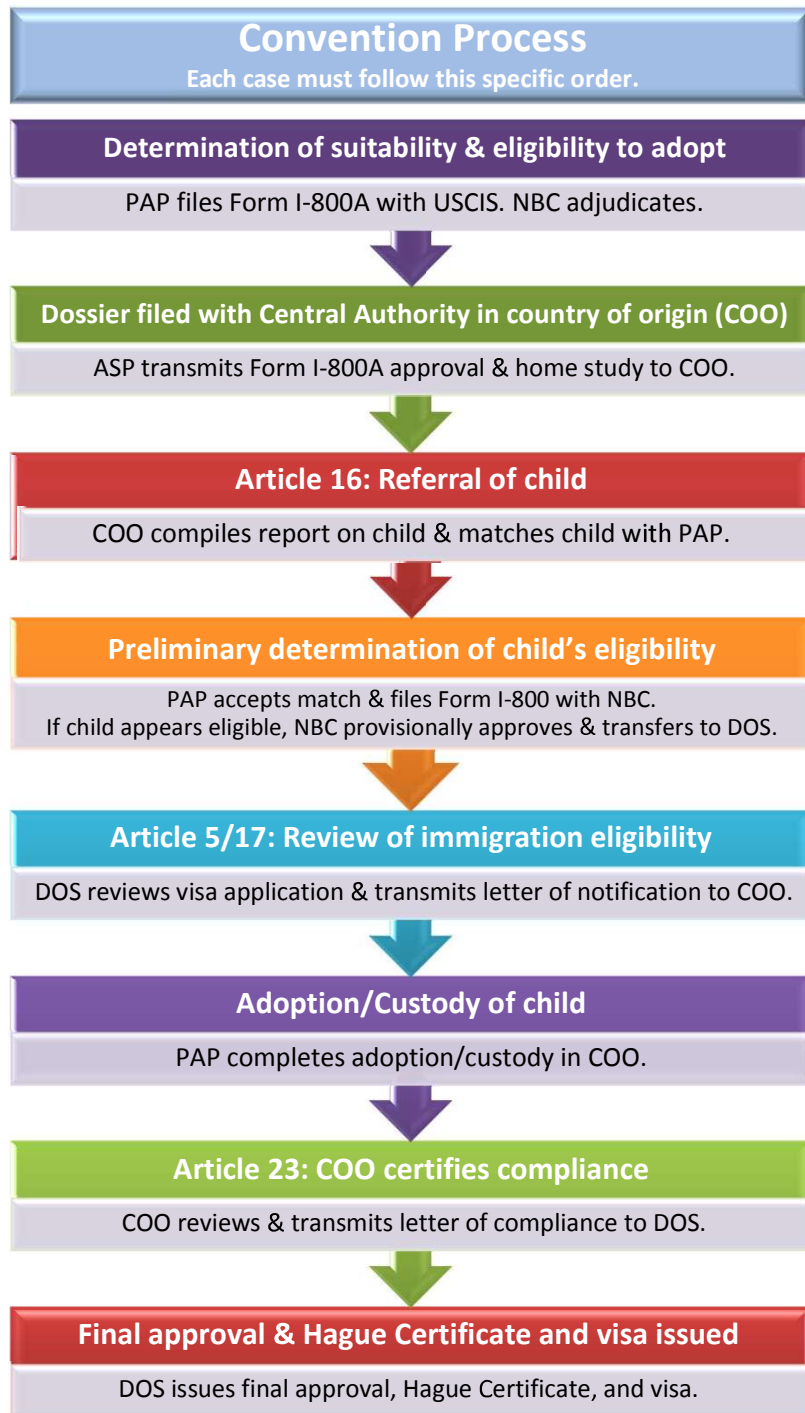 Convention Process
Each case must follow this specific order.
Determination of suitability & eligibility to adopt
PAP files Form I-800A with USCIS. NBC adjudicates.
Dossier filed with Central Authority in country of origin (COO)
ASP transmits Form I-800A approval & home study to COO.
Article 16: Referral of child
COO compiles report on child & matches child with PAP.
Preliminary determination of child’s eligibility
PAP accepts match & files Form I-800 with NBC.
If child appears eligible, NBC provisionally approves & transfers to DOS.
Article 5/17: Review of immigration eligibility
DOS reviews visa application & transmits letter of notification to COO.
Adoption/Custody of child
PAP completes adoption/custody in COO.
Article 23: COO certifies compliance
COO reviews & transmits letter of compliance to DOS.
Final approval & Hague Certificate and visa issued
DOS issues final approval, Hague Certificate, and visa.